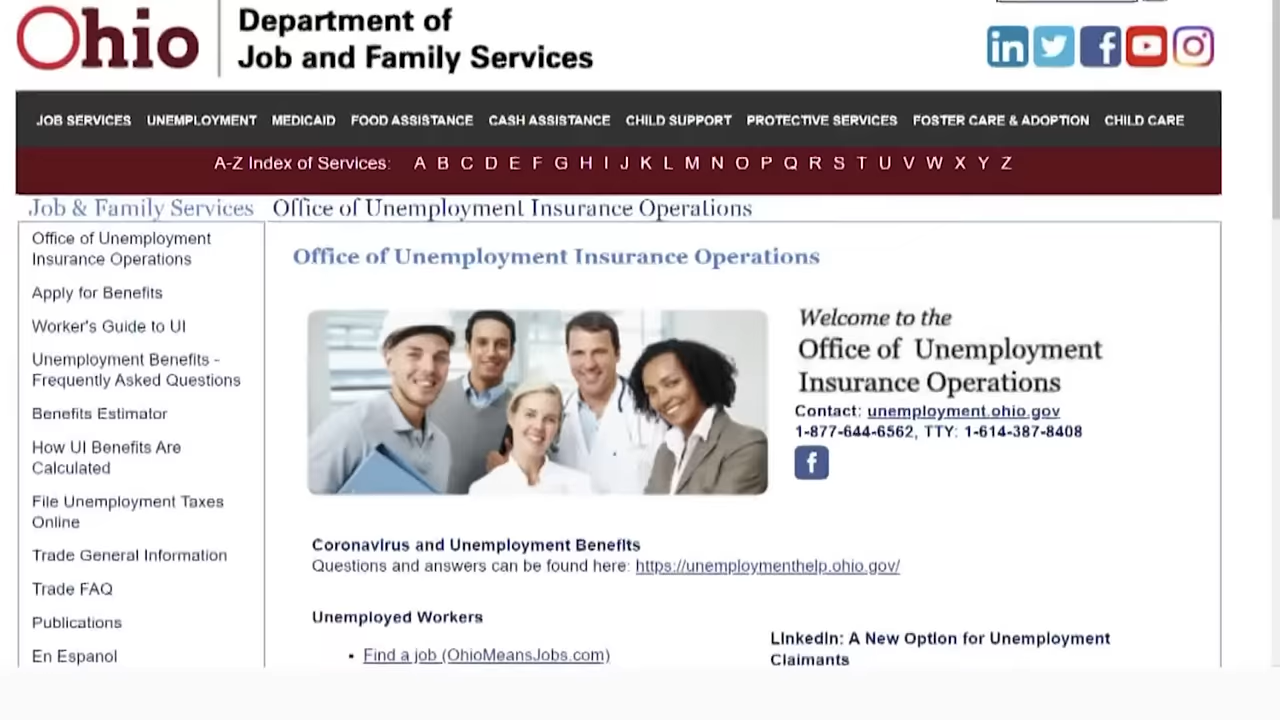 Ohio
Department of
Job and Family Services
JOB SERVICES UNEMPLOYMENT MEDICAID FOOD ASSISTANCE CASH ASSISTANCE CHILD SUPPORT PROTECTIVE SERVICES FOSTER CARE & ADOPTION CHILD CARE
A-Z Index of Services: A B C D E F G H I J K L M N O P Q R S T U V W X Y Z
Job & Family Services Office of Unemployment Insurance Operations
Office of Unemployment
Insurance Operations
Apply for Benefits
Worker's Guide to UI
Unemployment Benefits -
Frequently Asked Questions
Benefits Estimator
How UI Benefits Are
Calculated
File Unemployment Taxes
Online
Trade General Information
Trade FAQ
Publications
En Espanol
Office of Unemployment Insurance Operations
Welcome to the
Office of Unemployment
Insurance Operations
Contact: unemployment.ohio.gov
1-877-644-6562, TTY: 1-614-387-8408
Coronavirus and Unemployment Benefits
Questions and answers can be found here: https://unemploymenthelp.ohio.gov/
Unemployed Workers
• Find a job (OhioMeansJobs.com)
LinkedIn: A New Option for Unemployment
Claimants